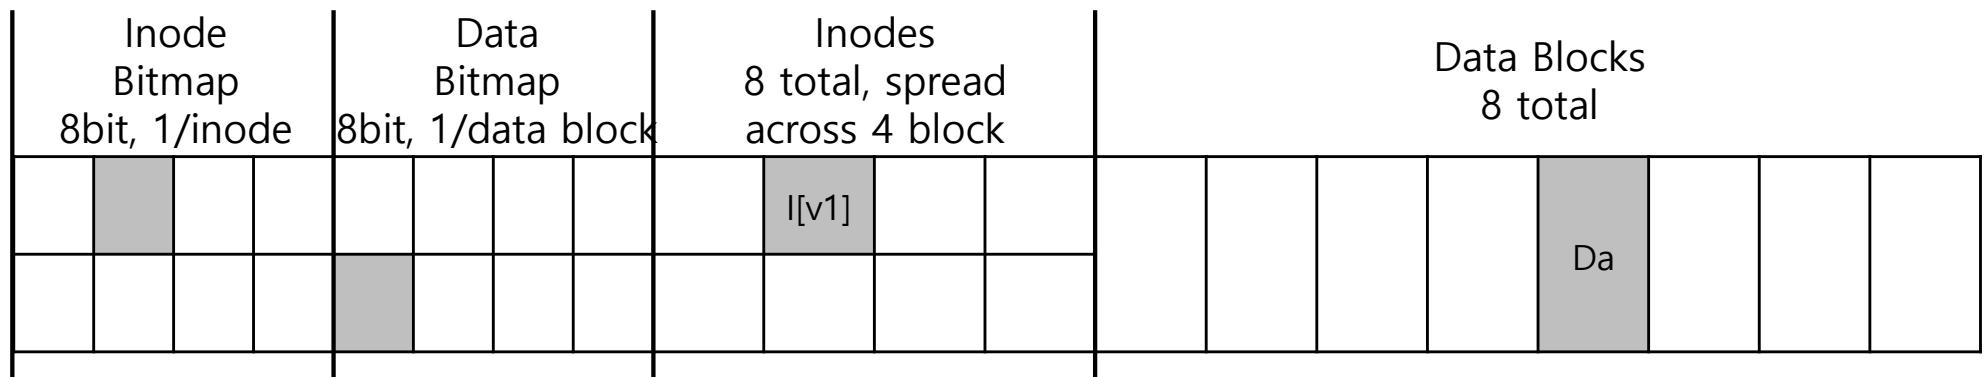 Inode
Bitmap
8bit, 1/inode
Data
Bitmap
8bit, 1/data block
Inodes
8 total, spread
across 4 block
Data Blocks
8 total
I[v1]
Da